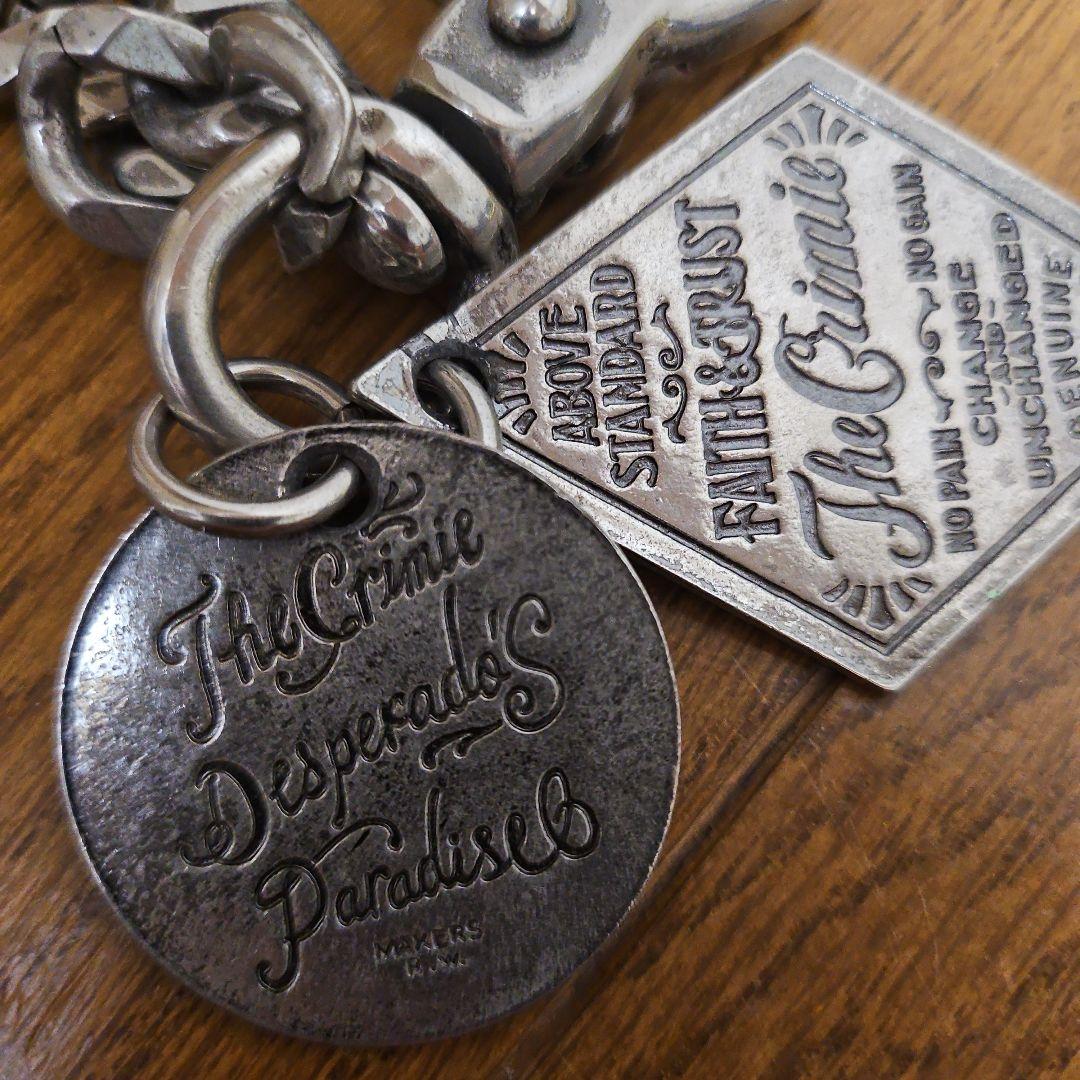 The Crimie
Desperado'S
Paradise
MAKERS
ABOVE
STANDARD
FAITH & TRUST
The Crimie
NO PAIN NO GAIN
CHANGE
-AND-
UNCHANGED
GENUINE